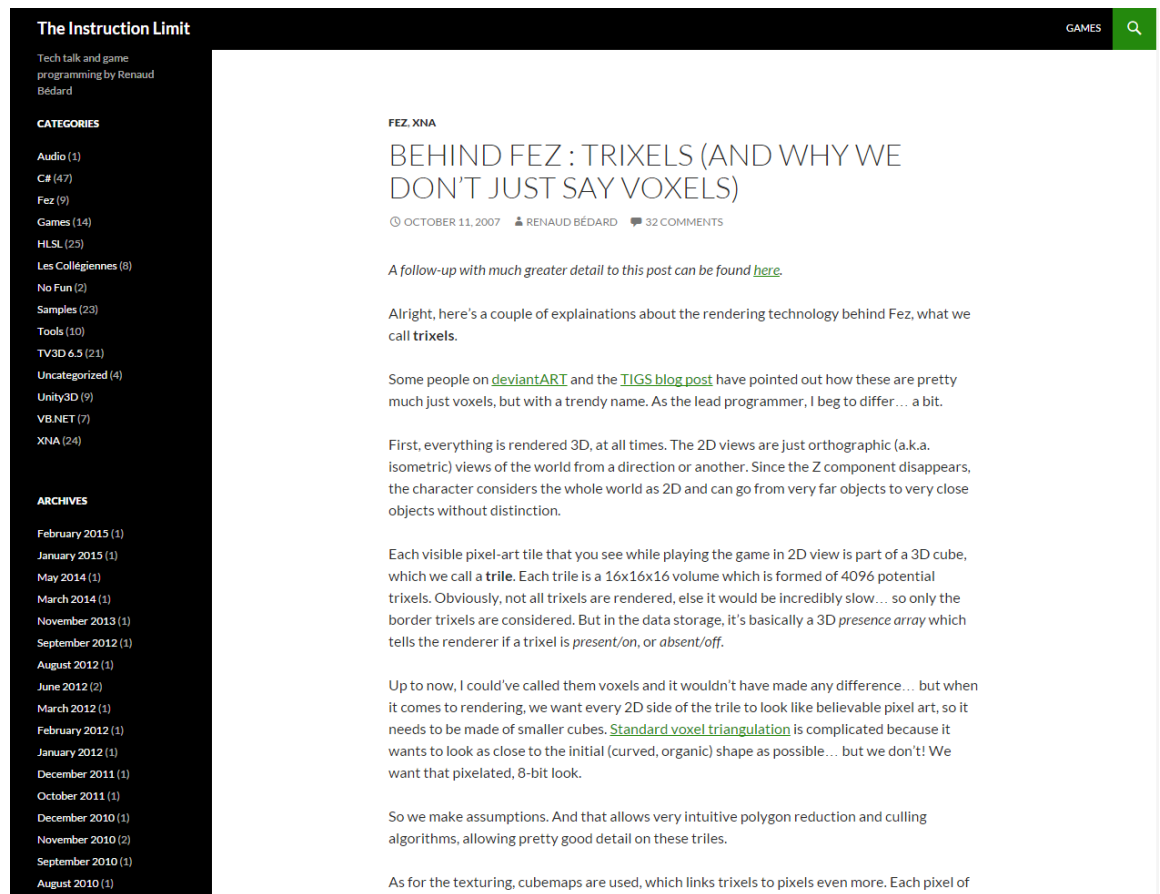 The Instruction Limit
GAMES
Tech talk and game
programming by Renaud
Bédard
CATEGORIES
Audio (1)
C# (47)
Fez (9)
Games (14)
HLSL (25)
Les Collégiennes (8)
No Fun (2)
Samples (23)
Tools (10)
TV3D 6.5 (21)
Uncategorized (4)
Unity3D (9)
VB.NET (7)
XNA (24)
ARCHIVES
February 2015 (1)
January 2015 (1)
May 2014 (1)
March 2014 (1)
November 2013 (1)
September 2012 (1)
August 2012 (1)
June 2012 (2)
March 2012 (1)
February 2012 (1)
January 2012 (1)
December 2011 (1)
October 2011 (1)
December 2010 (1)
November 2010 (2)
September 2010 (1)
August 2010 (1)
FEZ, XNA
BEHIND FEZ : TRIXELS (AND WHY WE
DON'T JUST SAY VOXELS)
OCTOBER 11, 2007 RENAUD BÉDARD 32 COMMENTS
A follow-up with much greater detail to this post can be found here.
Alright, here's a couple of explainations about the rendering technology behind Fez, what we
call trixels.
Some people on deviantART and the TIGS blog post have pointed out how these are pretty
much just voxels, but with a trendy name. As the lead programmer, I beg to differ… a bit.
First, everything is rendered 3D, at all times. The 2D views are just orthographic (a.k.a.
isometric) views of the world from a direction or another. Since the Z component disappears,
the character considers the whole world as 2D and can go from very far objects to very close
objects without distinction.
Each visible pixel-art tile that you see while playing the game in 2D view is part of a 3D cube,
which we call a trile. Each trile is a 16x16x16 volume which is formed of 4096 potential
trixels. Obviously, not all trixels are rendered, else it would be incredibly slow… so only the
border trixels are considered. But in the data storage, it's basically a 3D presence array which
tells the renderer if a trixel is present/on, or absent/off.
Up to now, I could've called them voxels and it wouldn't have made any difference… but when
it comes to rendering, we want every 2D side of the trile to look like believable pixel art, so it
needs to be made of smaller cubes. Standard voxel triangulation is complicated because it
wants to look as close to the initial (curved, organic) shape as possible… but we don't! We
want that pixelated, 8-bit look.
So we make assumptions. And that allows very intuitive polygon reduction and culling
algorithms, allowing pretty good detail on these triles.
As for the texturing, cubemaps are used, which links trixels to pixels even more. Each pixel of